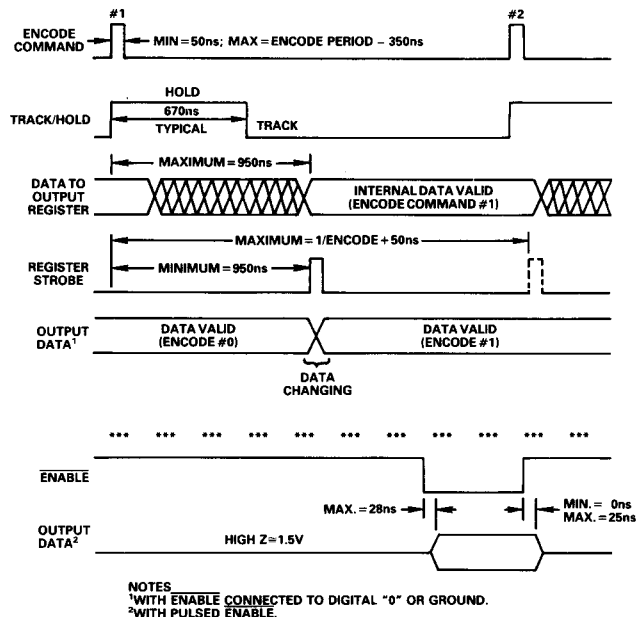 #1
#2
ENCODE
COMMAND
MIN=50ns; MAX=ENCODE PERIOD – 350ns
HOLD
TRACK/HOLD
670ns
TYPICAL
TRACK
MAXIMUM=950ns
DATA TO
OUTPUT
REGISTER
INTERNAL DATA VALID
(ENCODE COMMAND #1)
MAXIMUM=1/ENCODE+50ns
REGISTER
STROBE
MINIMUM=950ns
OUTPUT
DATA¹
DATA VALID
(ENCODE #0)
DATA VALID
(ENCODE #1)
DATA
CHANGING
*** *** *** *** *** *** *** *** *** *** ***
ENABLE
MAX.=28ns
MIN.= 0ns
MAX.=25ns
OUTPUT
DATA²
HIGH Z≃1.5V
NOTES
¹WITH ENABLE CONNECTED TO DIGITAL "0" OR GROUND.
²WITH PULSED ENABLE.